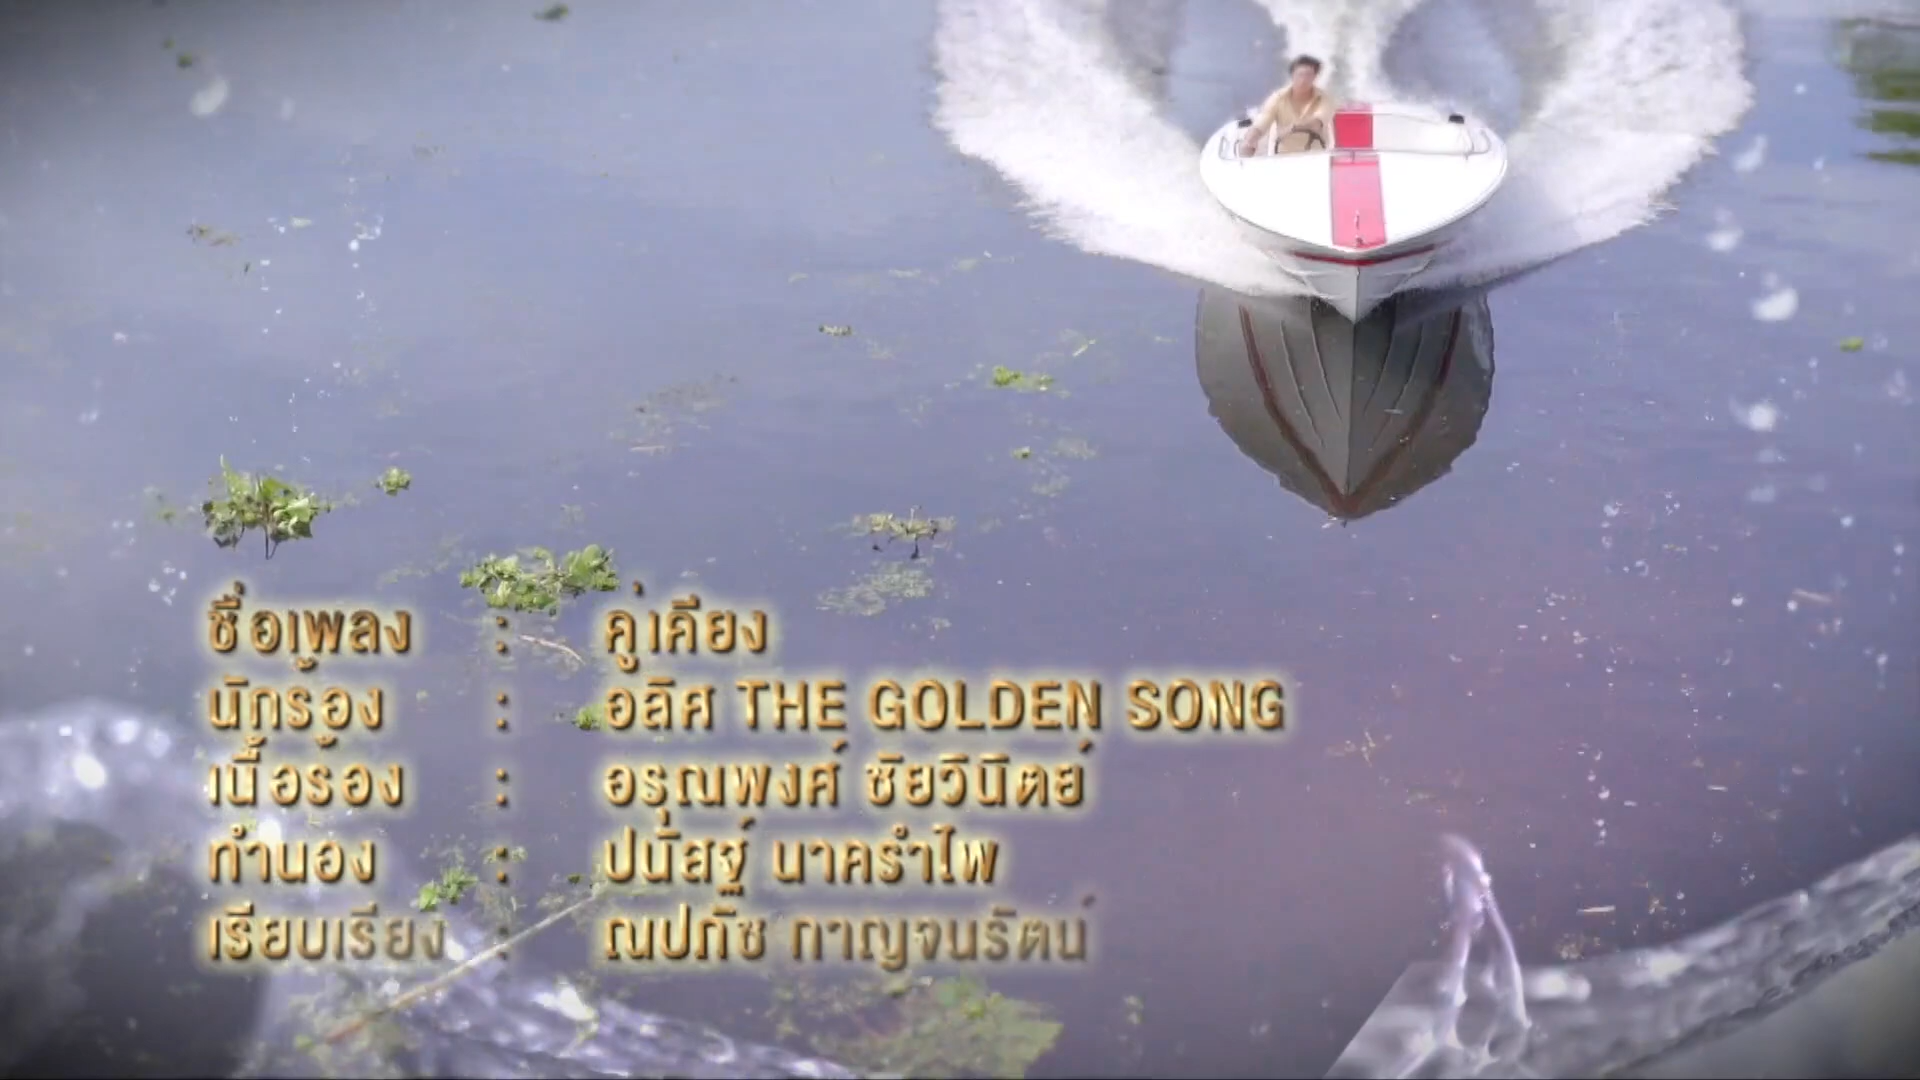 ชื่อเพลง : คู่เคียง
นักร้อง : อลิศ THE GOLDEN SONG
เนื้อร้อง : อรุณพงศ์ ชัยวินิตย์
ทำนอง : ปนัสฐ์ นาครำไพ
เรียบเรียง : ณปภัช กาญจนรัตน์